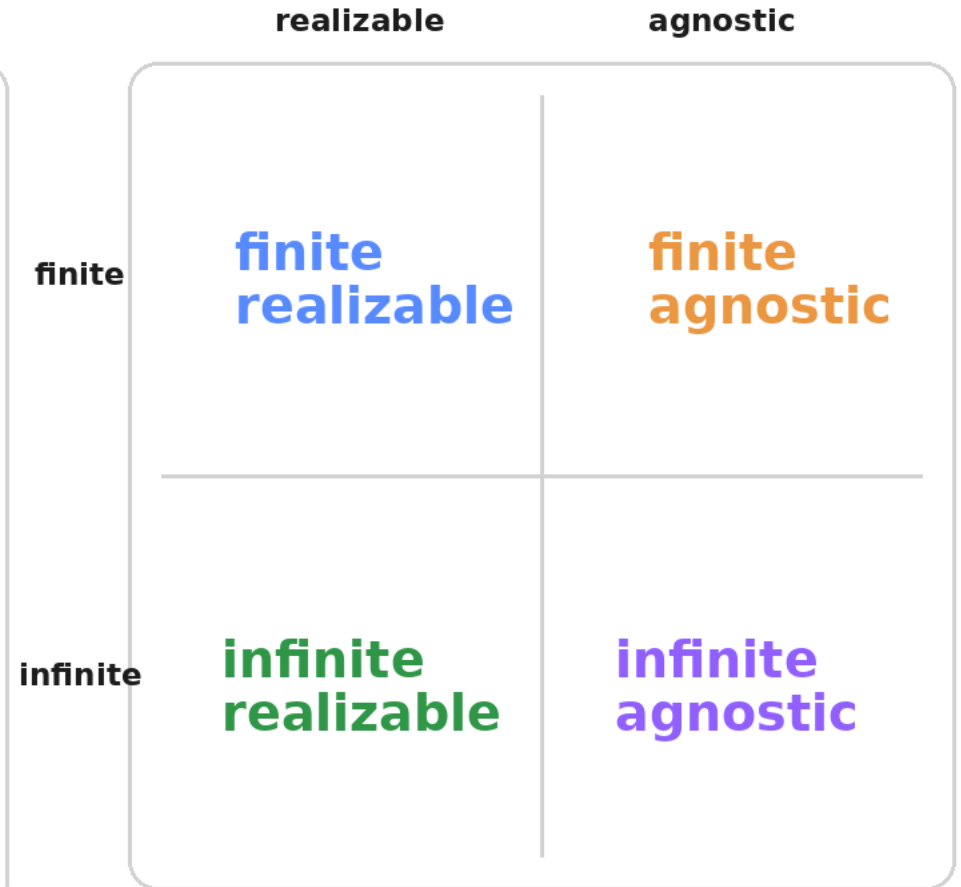 realizable agnostic
finite
finite
realizable
finite
agnostic
infinite
infinite
realizable
infinite
agnostic